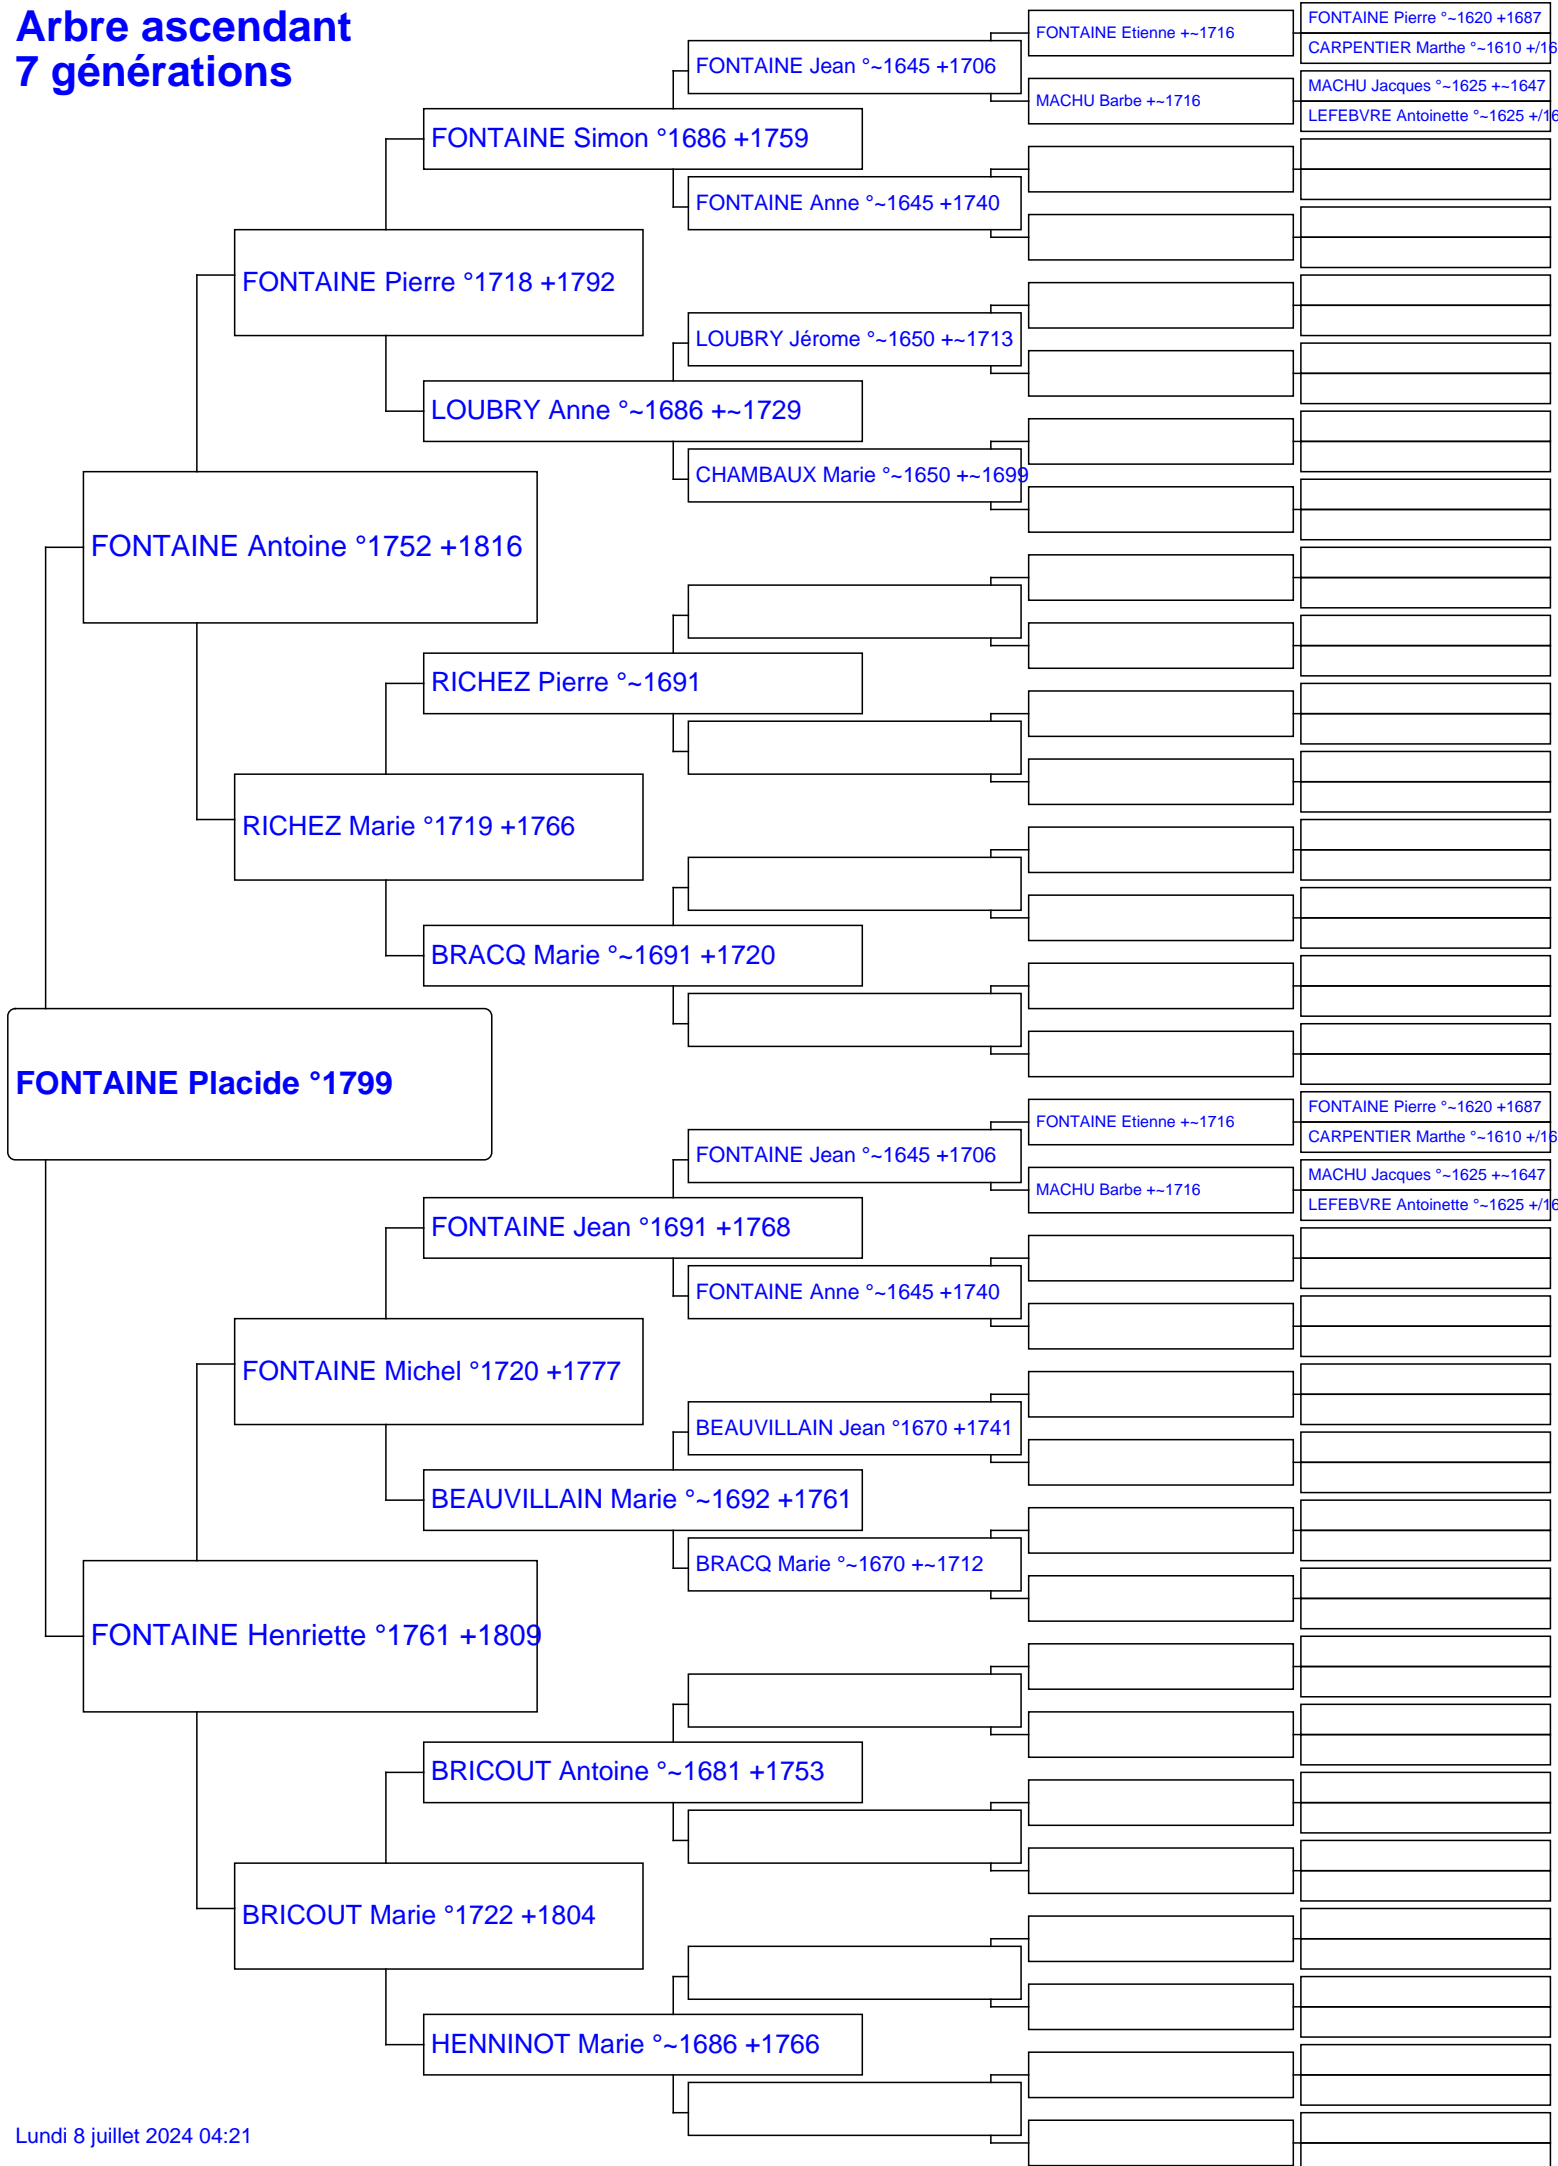 Arbre ascendant
7 générations
FONTAINE Pierre °~1620 +1687
FONTAINE Etienne +~1716
CARPENTIER Marthe °~1610 +/16
FONTAINE Jean °~1645 +1706
MACHU Jacques °~1625 +~1647
MACHU Barbe +~1716
LEFEBVRE Antoinette °~1625 +/16
FONTAINE Simon °1686 +1759
FONTAINE Anne °~1645 +1740
FONTAINE Pierre °1718 +1792
LOUBRY Jérome °~1650 +~1713
LOUBRY Anne °~1686 +~1729
CHAMBAUX Marie °~1650 +~1699
FONTAINE Antoine °1752 +1816
RICHEZ Pierre °~1691
RICHEZ Marie °1719 +1766
BRACQ Marie °~1691 +1720
FONTAINE Placide °1799
FONTAINE Pierre °~1620 +1687
FONTAINE Etienne +~1716
CARPENTIER Marthe °~1610 +/16
FONTAINE Jean °~1645 +1706
MACHU Jacques °~1625 +~1647
MACHU Barbe +~1716
LEFEBVRE Antoinette °~1625 +/16
FONTAINE Jean °1691 +1768
FONTAINE Anne °~1645 +1740
FONTAINE Michel °1720 +1777
BEAUVILLAIN Jean °1670 +1741
BEAUVILLAIN Marie °~1692 +1761
BRACQ Marie °~1670 +~1712
FONTAINE Henriette °1761 +1809
BRICOUT Antoine °~1681 +1753
BRICOUT Marie °1722 +1804
HENNINOT Marie °~1686 +1766
Lundi 8 juillet 2024 04:21